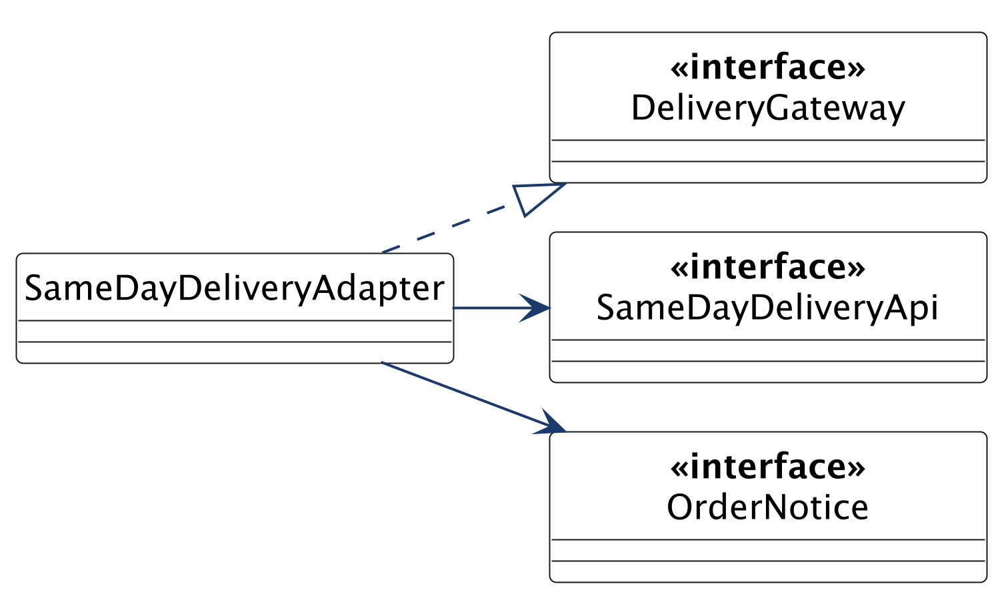 «interface»
DeliveryGateway
SameDayDeliveryAdapter
«interface»
SameDayDeliveryApi
«interface»
OrderNotice